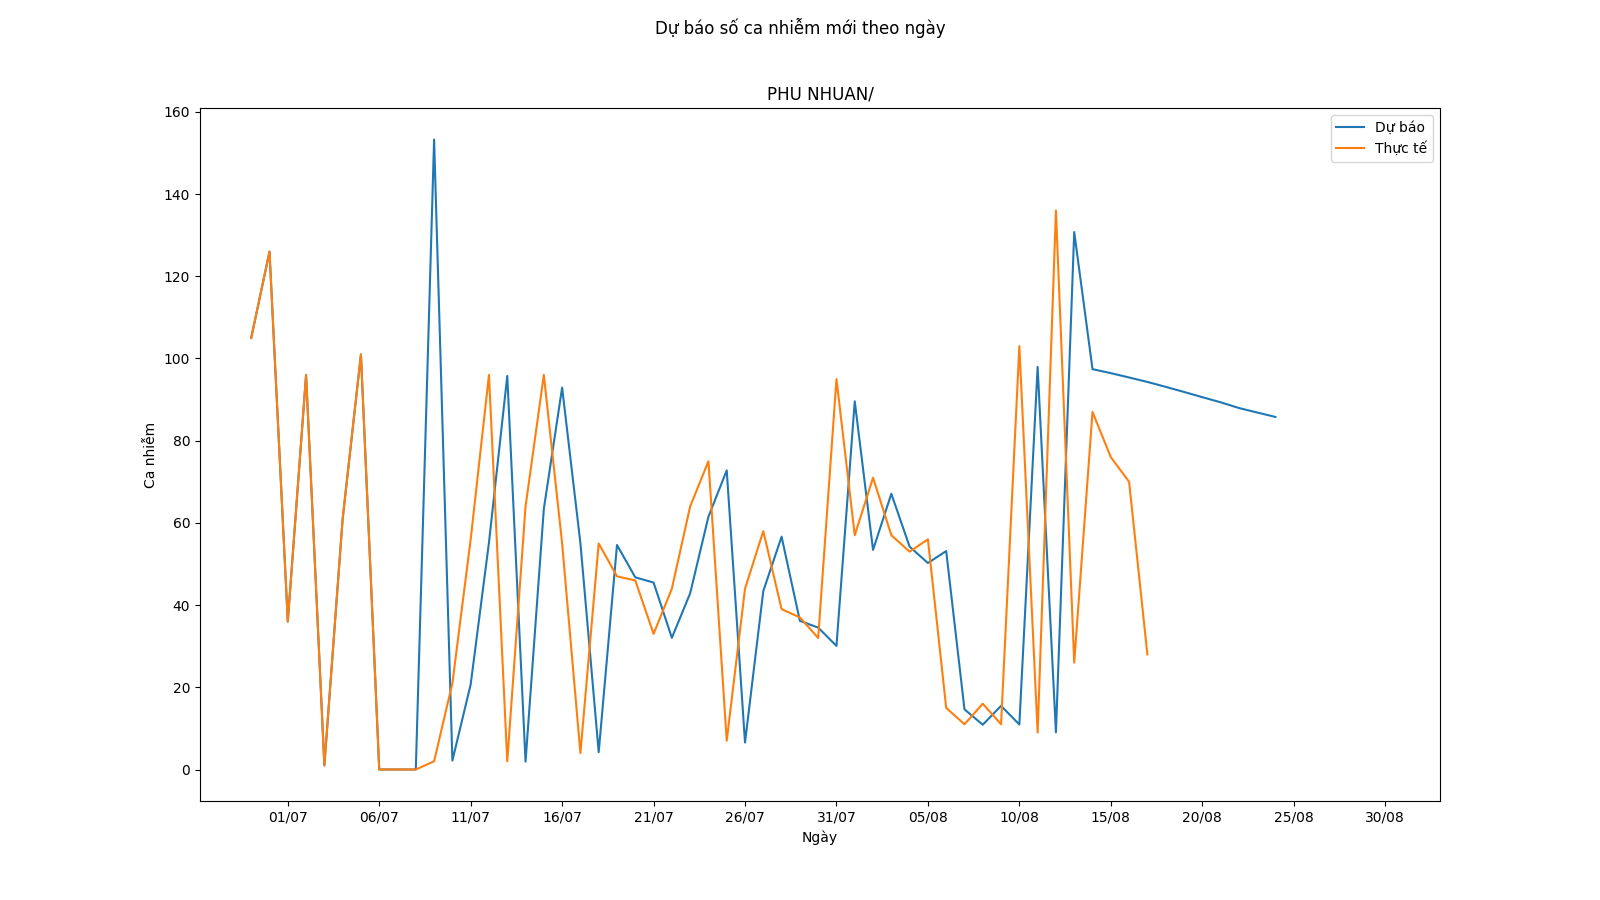 Dự báo số ca nhiễm mới theo ngày
PHU NHUAN/
Dự báo
Thực tế
160
140
120
100
80
60
40
20
0
Ca nhiễm
01/07 06/07 11/07 16/07 21/07 26/07 31/07 05/08 10/08 15/08 20/08 25/08 30/08
Ngày